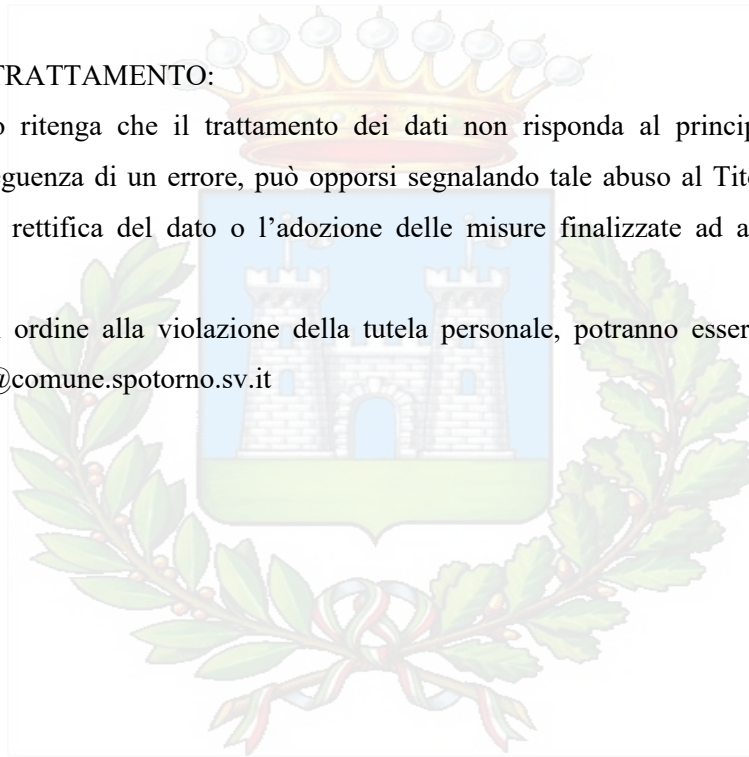 TRATTAMENTO:
o ritenga che il trattamento dei dati non risponda al princip
eguenza di un errore, può opporsi segnalando tale abuso al Tito
rettifica del dato o l’adozione delle misure finalizzate ad a
ordine alla violazione della tutela personale, potranno esser
@comune.spotorno.sv.it